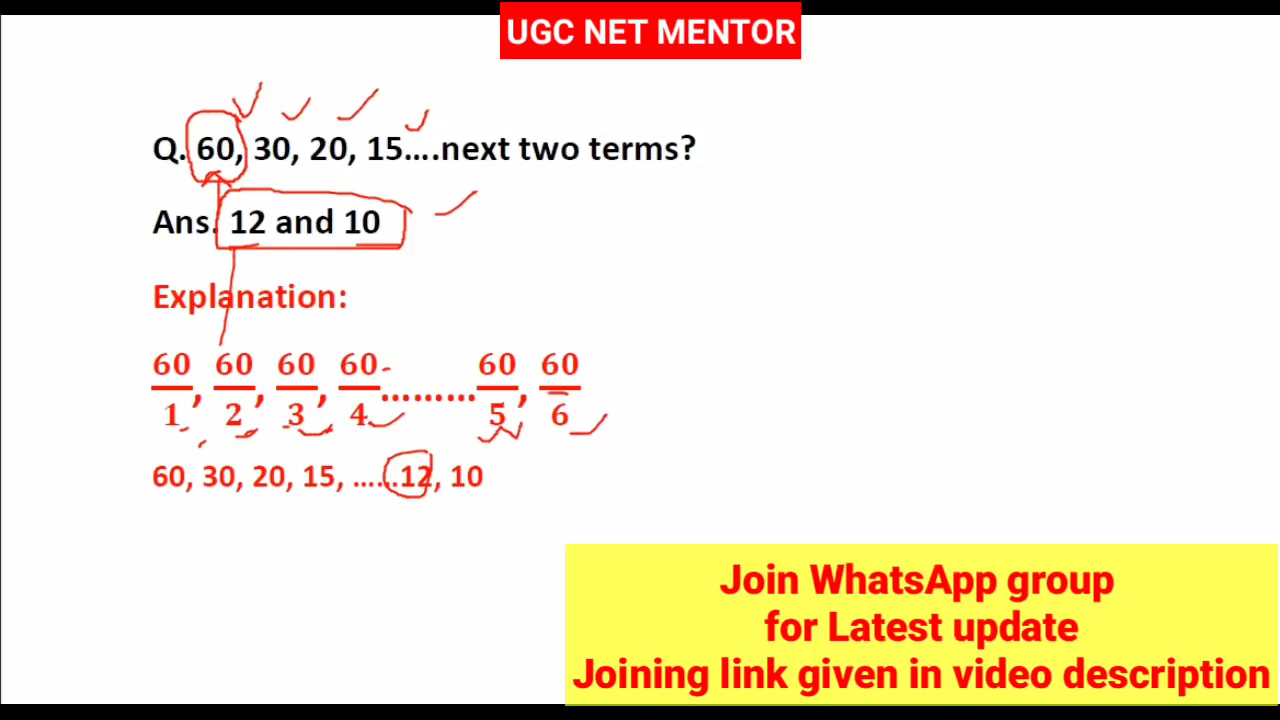 UGC NET MENTOR
Q. 60, 30, 20, 15....next two terms?
Ans. 12 and 10
Explanation:
60/1, 60/2, 60/3, 60/4.........60/5, 60/6
60, 30, 20, 15, ......12, 10
Join WhatsApp group
for Latest update
Joining link given in video description